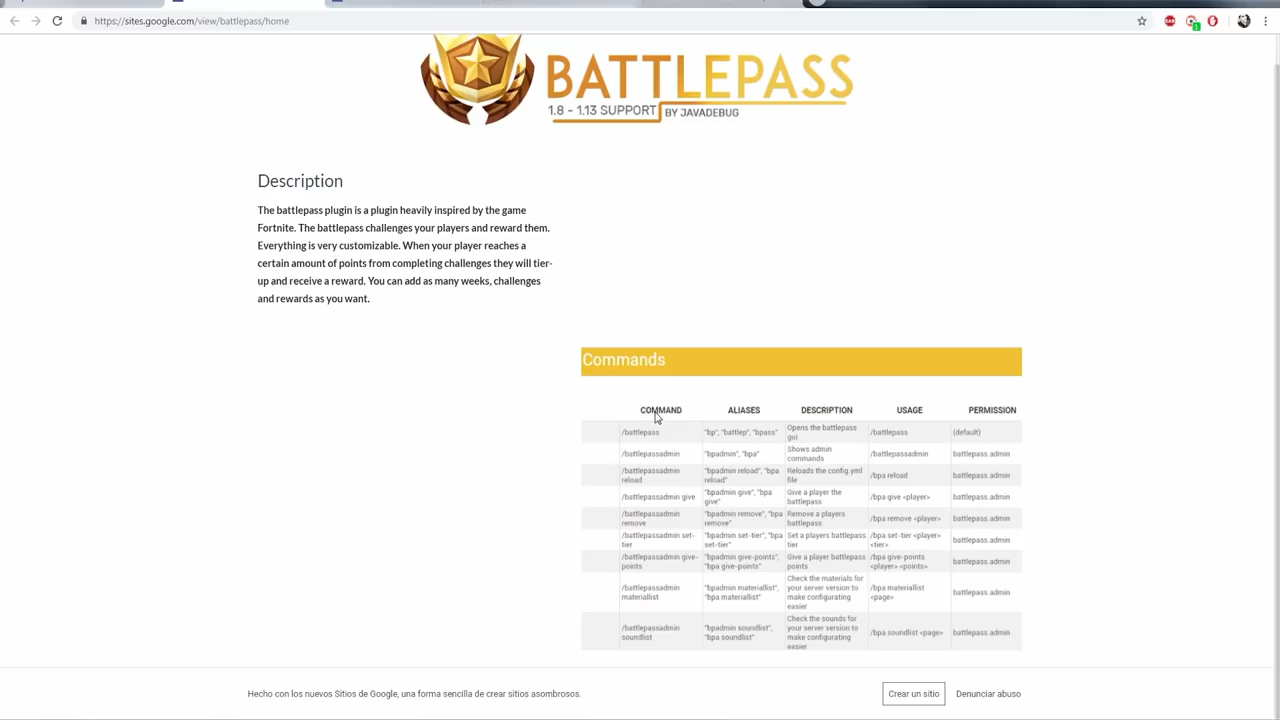 https://sites.google.com/view/battlepass/home
BATTLEPASS
1.8 - 1.13 SUPPORT BY JAVADEBUG
Description
The battlepass plugin is a plugin heavily inspired by the game
Fortnite. The battlepass challenges your players and reward them.
Everything is very customizable. When your player reaches a
certain amount of points from completing challenges they will tier-
up and receive a reward. You can add as many weeks, challenges
and rewards as you want.
Commands
COMMAND ALIASES DESCRIPTION USAGE PERMISSION
/battlepass "bp", "battlep", "bpass" Opens the battlepass gui /battlepass (default)
/battlepassadmin "bpadmin", "bpa" Shows admin commands /battlepassadmin battlepass.admin
/battlepassadmin reload "bpadmin reload", "bpa reload" Reloads the config.yml file /bpa reload battlepass.admin
/battlepassadmin give "bpadmin give", "bpa give" Give a player the battlepass /bpa give <player> battlepass.admin
/battlepassadmin remove "bpadmin remove", "bpa remove" Remove a players battlepass /bpa remove <player> battlepass.admin
/battlepassadmin set-tier "bpadmin set-tier", "bpa set-tier" Set a players battlepass tier /bpa set-tier <player> <tier> battlepass.admin
/battlepassadmin give-points "bpadmin give-points", "bpa give-points" Give a player battlepass points /bpa give-points <player> <points> battlepass.admin
/battlepassadmin materiallist "bpadmin materiallist", "bpa materiallist" Check the materials for your server version to make configurating easier /bpa materiallist <page> battlepass.admin
/battlepassadmin soundlist "bpadmin soundlist", "bpa soundlist" Check the sounds for your server version to make configurating easier /bpa soundlist <page> battlepass.admin
Hecho con los nuevos Sitios de Google, una forma sencilla de crear sitios asombrosos.
Crear un sitio
Denunciar abuso